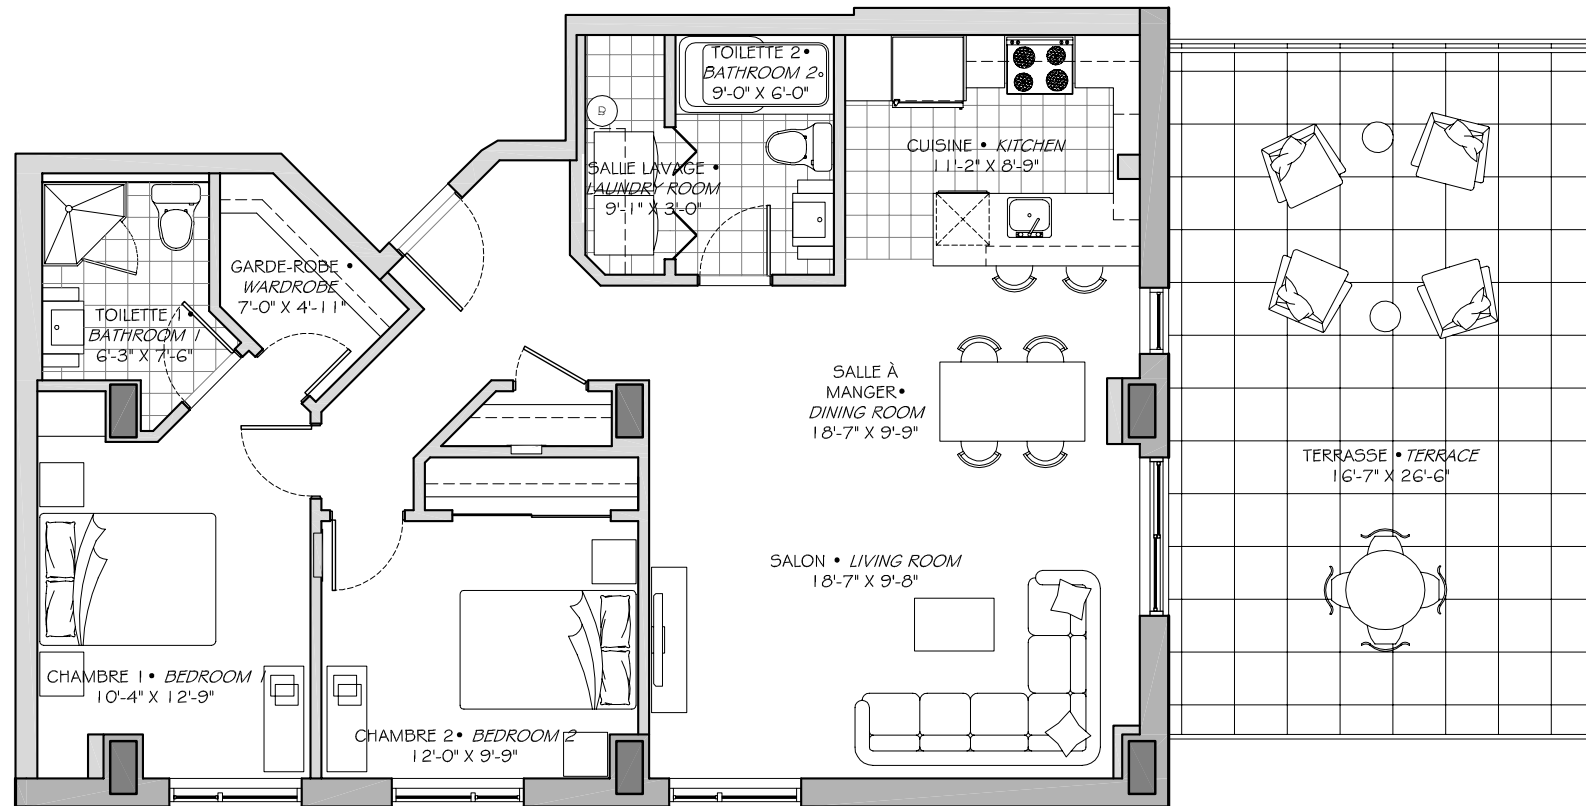 TOILETTE 2 •
BATHROOM 2
9'-0" X 6'-0"
CUISINE • KITCHEN
11'-2" X 8'-9"
SALLE LAVAGE •
LAUNDRY ROOM
9'-1" X 3'-0"
GARDE-ROBE •
WARDROBE
7'-0" X 4'-11"
TOILETTE 1 •
BATHROOM 1
6'-3" X 7'-6"
SALLE À
MANGER •
DINING ROOM
18'-7" X 9'-9"
TERRASSE • TERRACE
16'-7" X 26'-6"
SALON • LIVING ROOM
18'-7" X 9'-8"
CHAMBRE 1 • BEDROOM 1
10'-4" X 12'-9"
CHAMBRE 2 • BEDROOM 2
12'-0" X 9'-9"